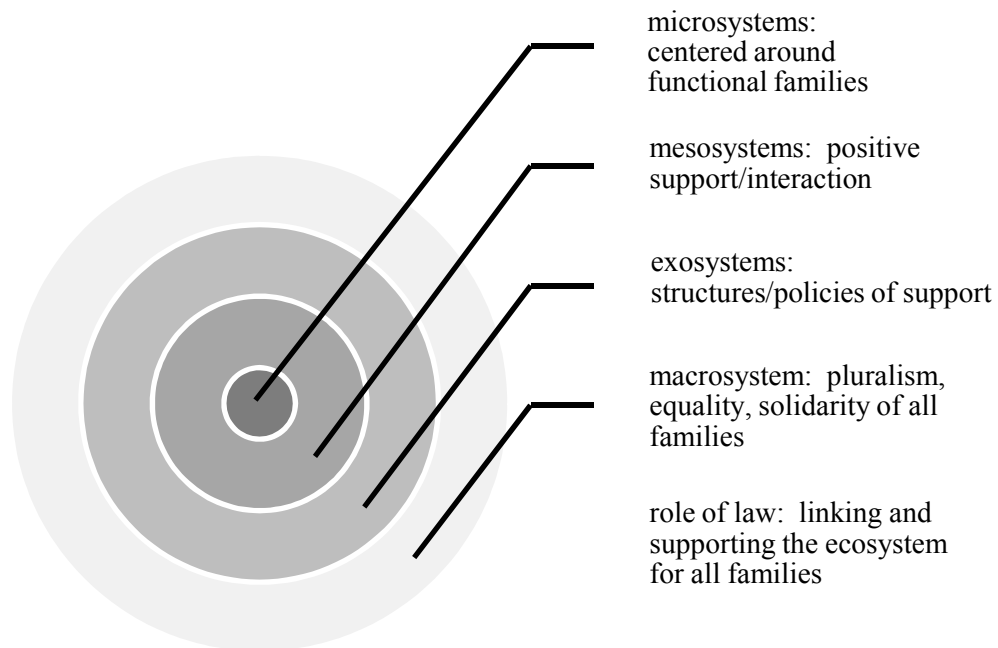 microsystems:
centered around
functional families
mesosystems:  positive
support/interaction
exosystems:
structures/policies of support
macrosystem:  pluralism,
equality, solidarity of all
families
role of law:  linking and
supporting the ecosystem
for all families